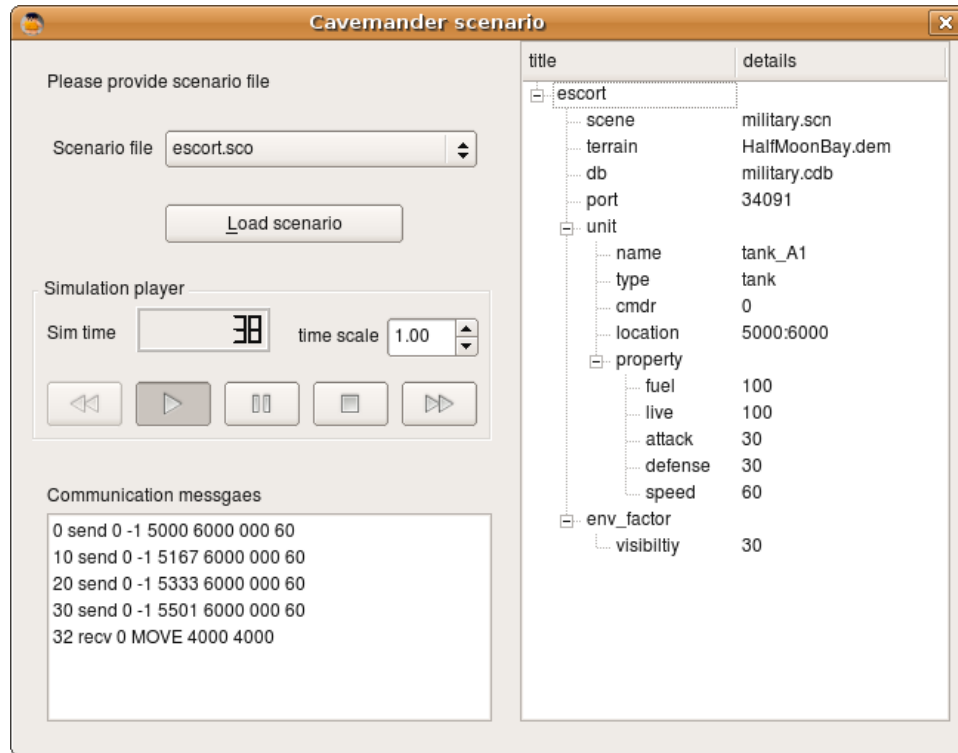 Cavemander scenario
Please provide scenario file
Scenario file escort.sco
Load scenario
Simulation player
Sim time 38 time scale 1.00
Communication messgaes
0 send 0 -1 5000 6000 000 60
10 send 0 -1 5167 6000 000 60
20 send 0 -1 5333 6000 000 60
30 send 0 -1 5501 6000 000 60
32 recv 0 MOVE 4000 4000
title details
escort
scene military.scn
terrain HalfMoonBay.dem
db military.cdb
port 34091
unit
name tank_A1
type tank
cmdr 0
location 5000:6000
property
fuel 100
live 100
attack 30
defense 30
speed 60
env_factor
visibiltiy 30